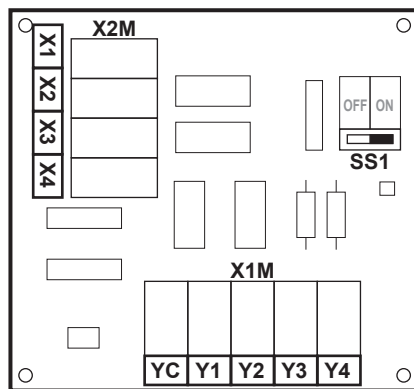 X2M
X1
X2
X3
X4
OFF ON
SS1
X1M
YC Y1 Y2 Y3 Y4